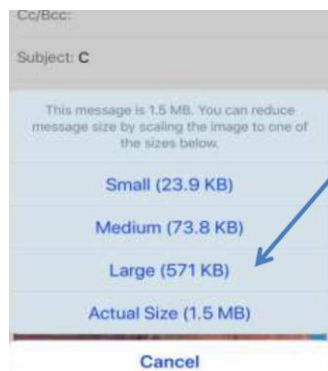 Cc/Bcc:
Subject: C
This message is 1.5 MB. You can reduce
message size by scaling the image to one of
the sizes below.
Small (23.9 KB)
Medium (73.8 KB)
Large (571 KB)
Actual Size (1.5 MB)
Cancel